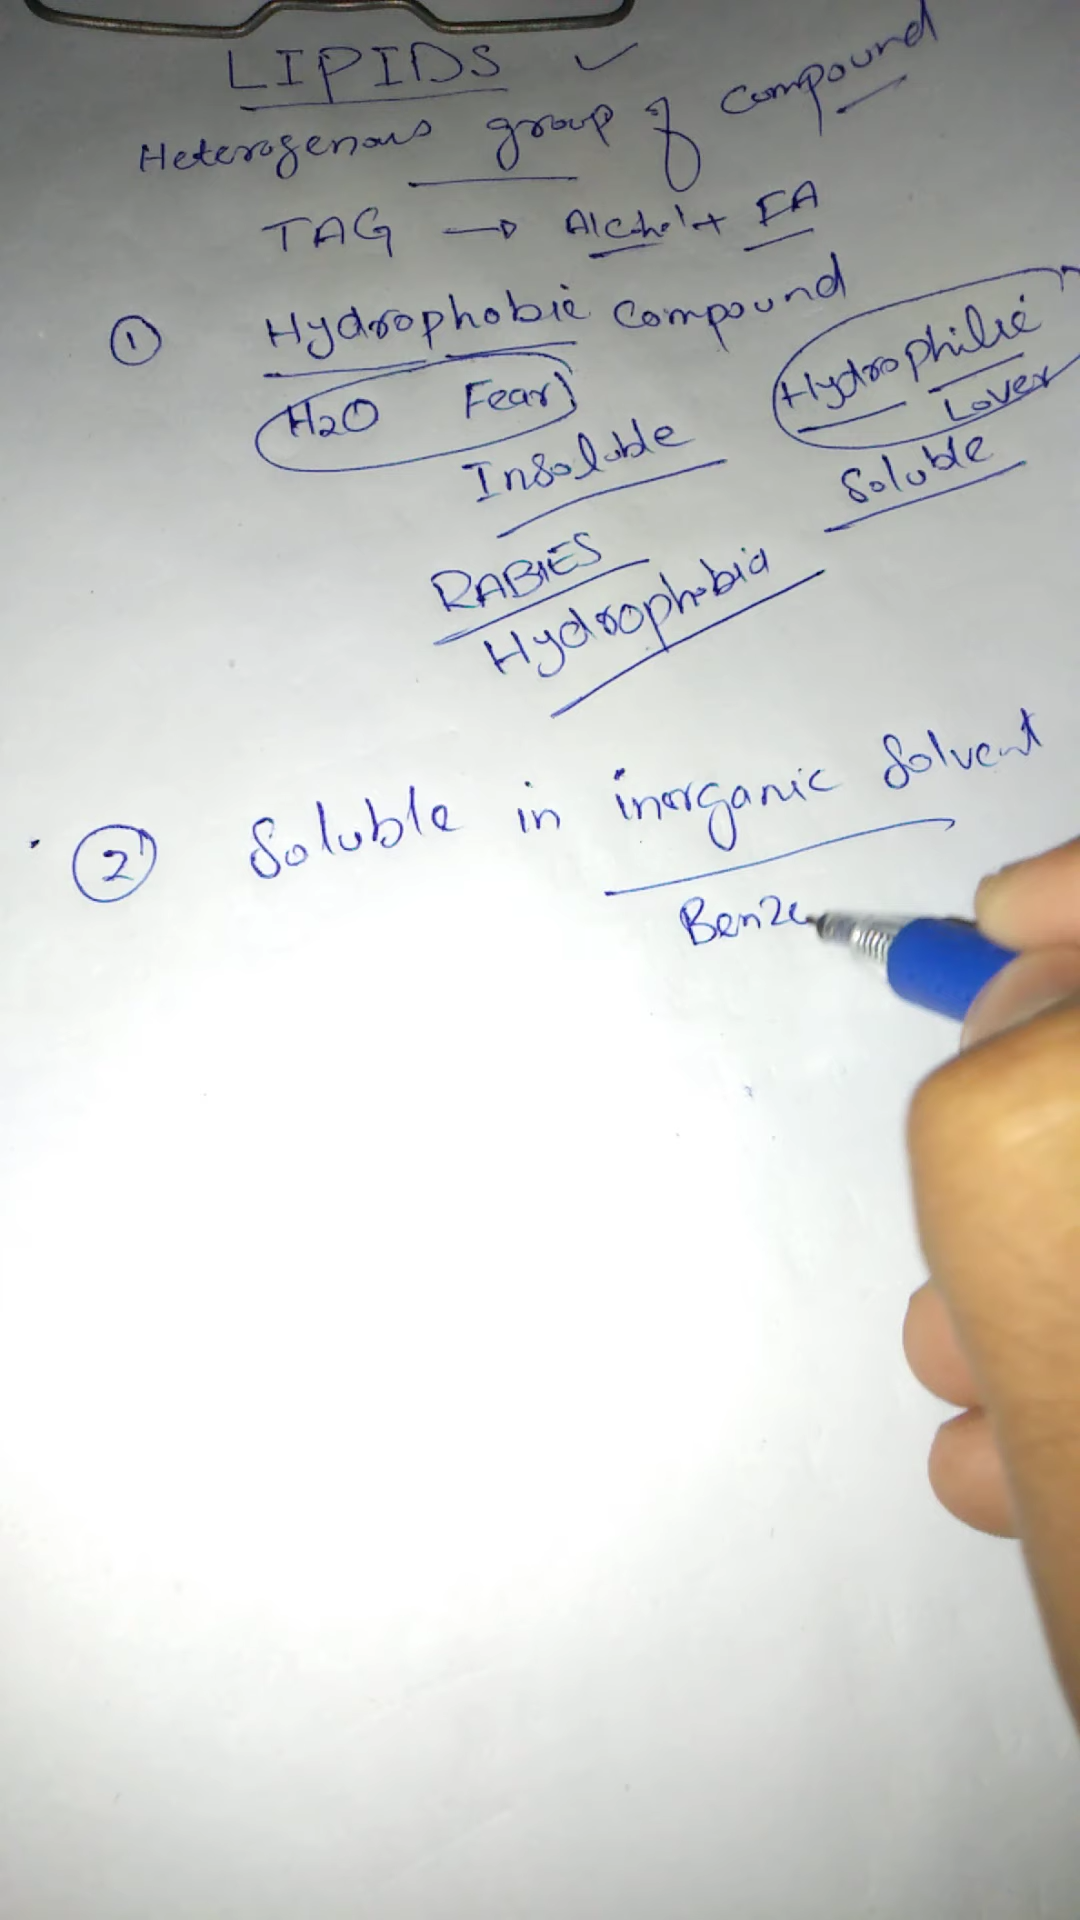 LIPIDS ✓
Heterogenous group of compound
TAG → Alcohol + FA
① Hydrophobic compound
H2O Fear
Hydrophilic
Lover
Insoluble
Soluble
RABIES
Hydrophobia
② Soluble in inorganic solvent
Benze